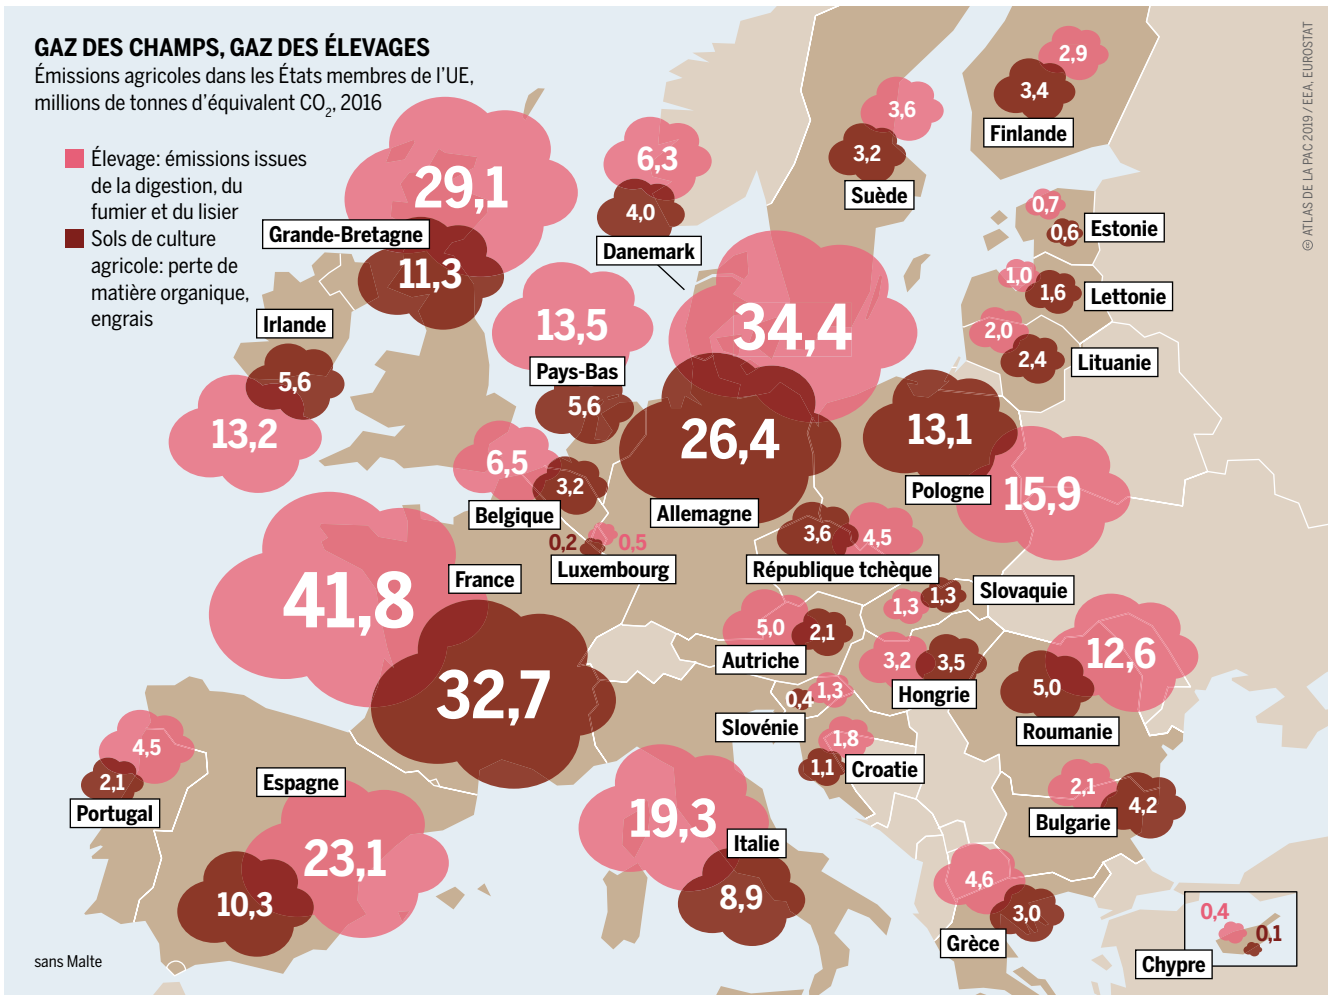 GAZ DES CHAMPS, GAZ DES ÉLEVAGES
Émissions agricoles dans les États membres de l’UE,
millions de tonnes d’équivalent CO₂, 2016
Élevage: émissions issues
de la digestion, du
fumier et du lisier
Sols de culture
agricole: perte de
matière organique,
engrais
29,1
Grande-Bretagne
11,3
Irlande
5,6
13,2
6,3
4,0
Danemark
3,6
3,2
Suède
2,9
3,4
Finlande
0,7
0,6
Estonie
1,0
1,6
Lettonie
2,0
2,4
Lituanie
13,5
Pays-Bas
5,6
34,4
26,4
Allemagne
13,1
Pologne
15,9
6,5
3,2
Belgique
0,2
0,5
Luxembourg
3,6
4,5
République tchèque
1,3
1,3
Slovaquie
41,8
France
32,7
5,0
2,1
Autriche
3,2
3,5
Hongrie
12,6
5,0
Roumanie
0,4
1,3
Slovénie
1,8
1,1
Croatie
2,1
4,2
Bulgarie
4,5
2,1
Portugal
Espagne
23,1
10,3
19,3
Italie
8,9
4,6
3,0
Grèce
0,4
0,1
Chypre
sans Malte
© ATLAS DE LA PAC 2019 / EEA, EUROSTAT